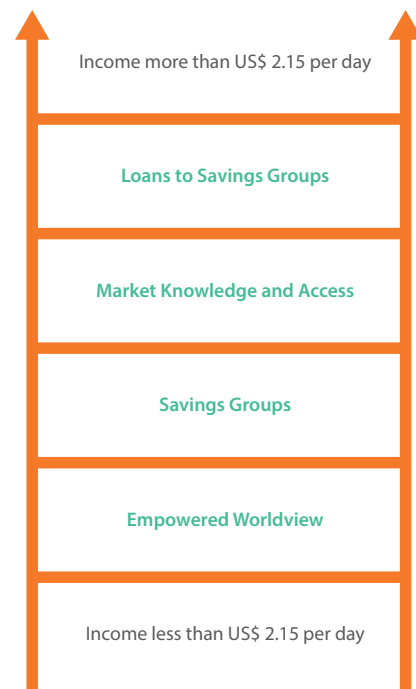 Income more than US$ 2.15 per day
Loans to Savings Groups
Market Knowledge and Access
Savings Groups
Empowered Worldview
Income less than US$ 2.15 per day